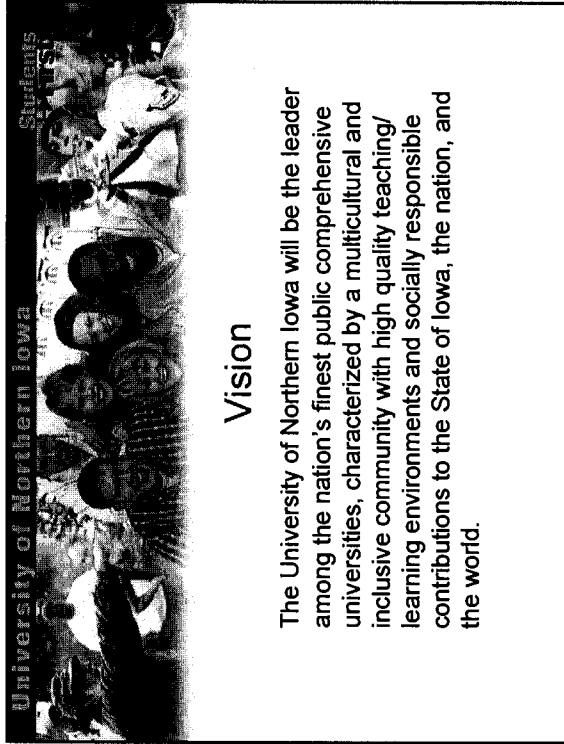 University of Northern Iowa Students
Vision
The University of Northern Iowa will be the leader
among the nation's finest public comprehensive
universities, characterized by a multicultural and
inclusive community with high quality teaching/
learning environments and socially responsible
contributions to the State of Iowa, the nation, and
the world.